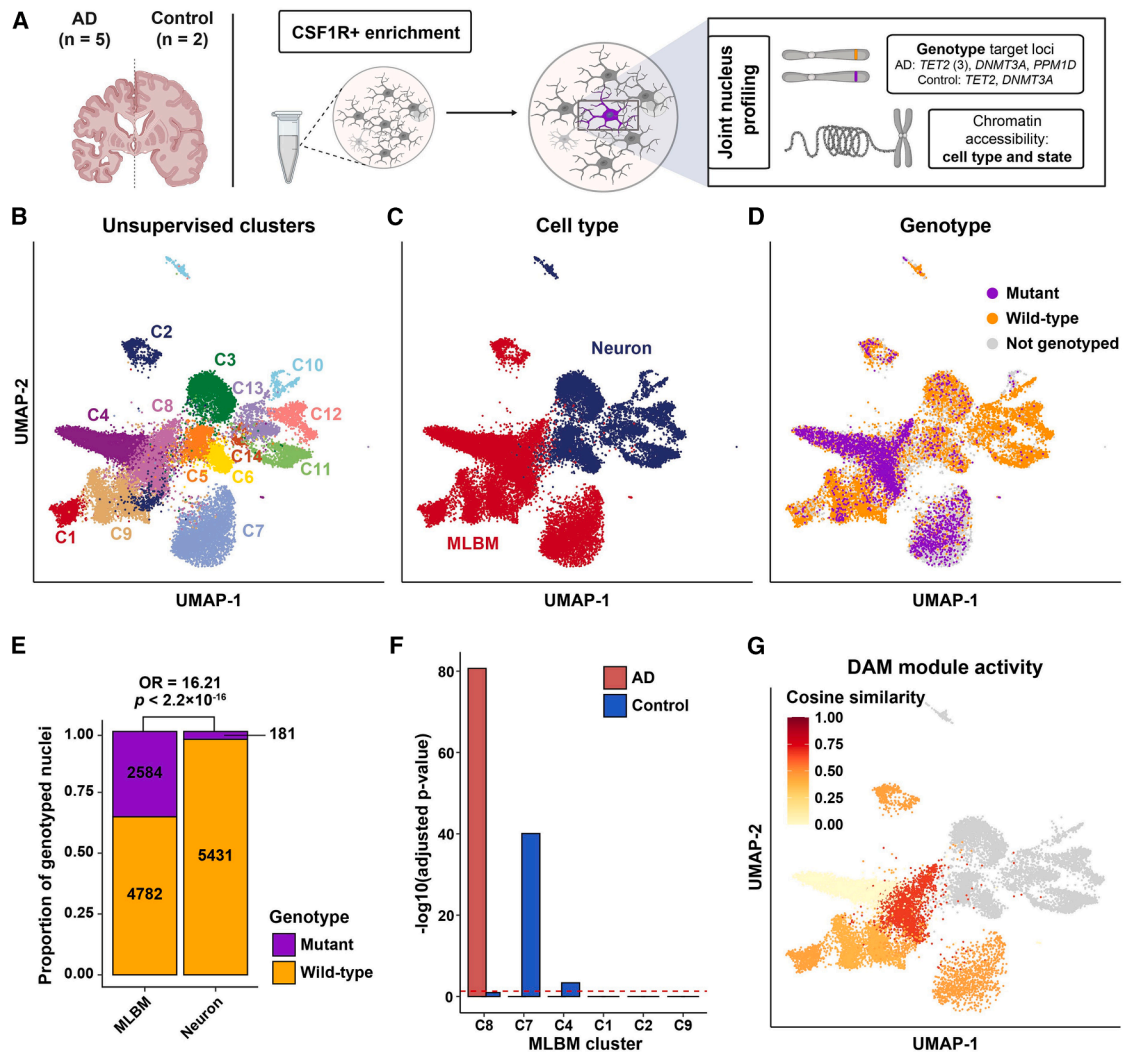 A
AD
(n = 5)
Control
(n = 2)
CSF1R+ enrichment
Joint nucleus
profiling
Genotype target loci
AD: TET2 (3), DNMT3A, PPM1D
Control: TET2, DNMT3A
Chromatin
accessibility:
cell type and state
B
Unsupervised clusters
UMAP-2
C2
C3
C10
C13
C4
C8
C12
C14
C5
C6
C11
C1
C9
C7
UMAP-1
C
Cell type
Neuron
MLBM
UMAP-1
D
Genotype
Mutant
Wild-type
Not genotyped
UMAP-1
E
OR = 16.21
p < 2.2×10-16
Proportion of genotyped nuclei
1.00
0.75
0.50
0.25
0.00
2584
4782
181
5431
MLBM
Neuron
Genotype
Mutant
Wild-type
F
-log10(adjusted p-value)
80
60
40
20
0
AD
Control
C8
C7
C4
C1
C2
C9
MLBM cluster
G
DAM module activity
Cosine similarity
1.00
0.75
0.50
0.25
0.00
UMAP-2
UMAP-1